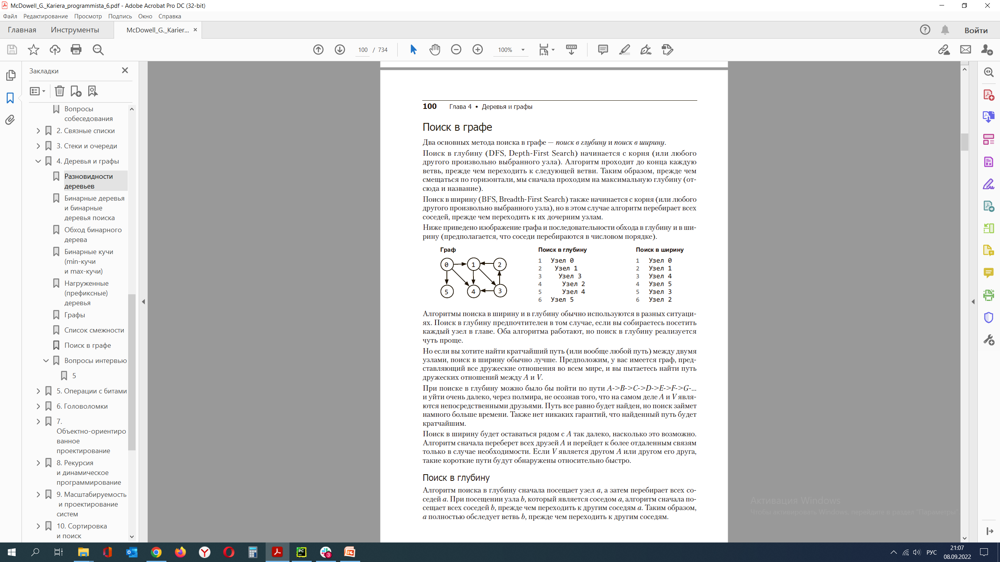 McDowell_G._Kariera_programmista_6.pdf - Adobe Acrobat Pro DC (32-bit)
Файл Редактирование Просмотр Подпись Окно Справка
Главная Инструменты McDowell_G._Karier... × Войти
100 / 734 100%
Закладки
Вопросы
собеседования
2. Связные списки
3. Стеки и очереди
4. Деревья и графы
Разновидности
деревьев
Бинарные деревья
и бинарные
деревья поиска
Обход бинарного
дерева
Бинарные кучи
(min-кучи
и max-кучи)
Нагруженные
(префиксные)
деревья
Графы
Список смежности
Поиск в графе
Вопросы интервью
5
5. Операции с битами
6. Головоломки
7.
Объектно-ориентиро
ванное
проектирование
8. Рекурсия
и динамическое
программирование
9. Масштабируемость
и проектирование
систем
10. Сортировка
и поиск
100 Глава 4 • Деревья и графы
Поиск в графе
Два основных метода поиска в графе — поиск в глубину и поиск в ширину.
Поиск в глубину (DFS, Depth-First Search) начинается с корня (или любого
другого произвольно выбранного узла). Алгоритм проходит до конца каждую
ветвь, прежде чем переходить к следующей ветви. Таким образом, прежде чем
смещаться по горизонтали, мы сначала проходим на максимальную глубину (от-
сюда и название).
Поиск в ширину (BFS, Breadth-First Search) также начинается с корня (или любого
другого произвольно выбранного узла), но в этом случае алгоритм перебирает всех
соседей, прежде чем переходить к их дочерним узлам.
Ниже приведено изображение графа и последовательности обхода в глубину и в ши-
рину (предполагается, что соседи перебираются в числовом порядке).
Граф
0 1 2
5 4 3
Поиск в глубину
1 Узел 0
2 Узел 1
3 Узел 3
4 Узел 2
5 Узел 4
6 Узел 5
Поиск в ширину
1 Узел 0
2 Узел 1
3 Узел 4
4 Узел 5
5 Узел 3
6 Узел 2
Алгоритмы поиска в ширину и в глубину обычно используются в разных ситуаци-
ях. Поиск в глубину предпочтителен в том случае, если вы собираетесь посетить
каждый узел в главе. Оба алгоритма работают, но поиск в глубину реализуется
чуть проще.
Но если вы хотите найти кратчайший путь (или вообще любой путь) между двумя
узлами, поиск в ширину обычно лучше. Предположим, у вас имеется граф, пред-
ставляющий все дружеские отношения во всем мире, и вы пытаетесь найти путь
дружеских отношений между A и V.
При поиске в глубину можно было бы пойти по пути A->B->C->D->E->F->G-...
и уйти очень далеко, через полмира, не осознав того, что на самом деле A и V явля-
ются непосредственными друзьями. Путь все равно будет найден, но поиск займет
намного больше времени. Также нет никаких гарантий, что найденный путь будет
кратчайшим.
Поиск в ширину будет оставаться рядом с A так далеко, насколько это возможно.
Алгоритм сначала переберет всех друзей A и перейдет к более отдаленным связям
только в случае необходимости. Если V является другом A или другом его друга,
такие короткие пути будут обнаружены относительно быстро.
Поиск в глубину
Алгоритм поиска в глубину сначала посещает узел a, а затем перебирает всех со-
седей a. При посещении узла b, который является соседом a, алгоритм сначала по-
сещает всех соседей b, прежде чем переходить к другим соседям a. Таким образом,
a полностью обследует ветвь b, прежде чем переходить к другим соседям.
Активация Windows
Чтобы активировать Windows, перейдите в раздел "Параметры".
PC 3 РУС
21:07
08.09.2022